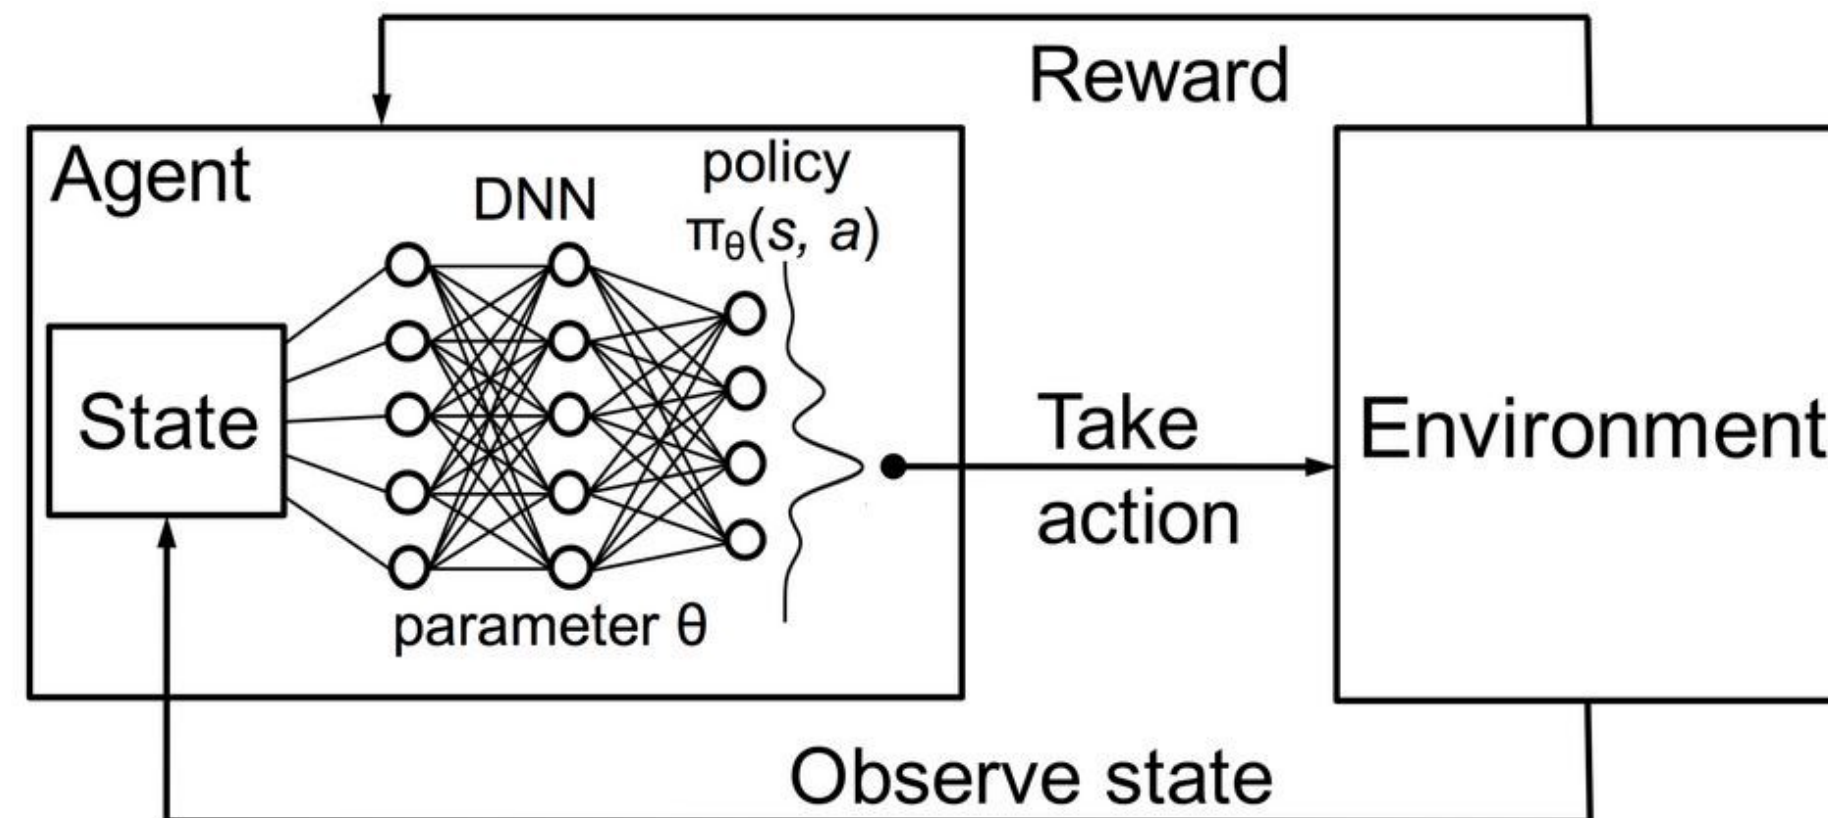 Reward
Agent
DNN
policy
πθ(s, a)
State
Take
action
Environment
parameter θ
Observe state